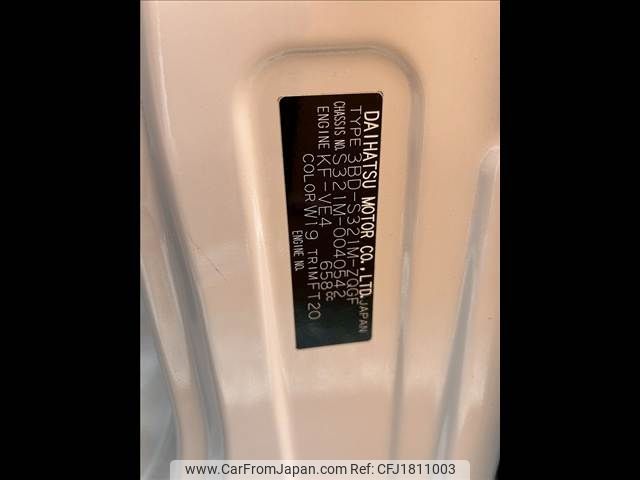 DAIHATSU MOTOR CO.,LTD.JAPAN
TYPE 3BD-S321M-ZQGF
CHASSIS NO. S321M-0040542
ENGINE KF-VE4 658cc
COLOR W19 TRIM FT20
ENGINE NO.
www.CarFromJapan.com REF-ID:CFJ1811003